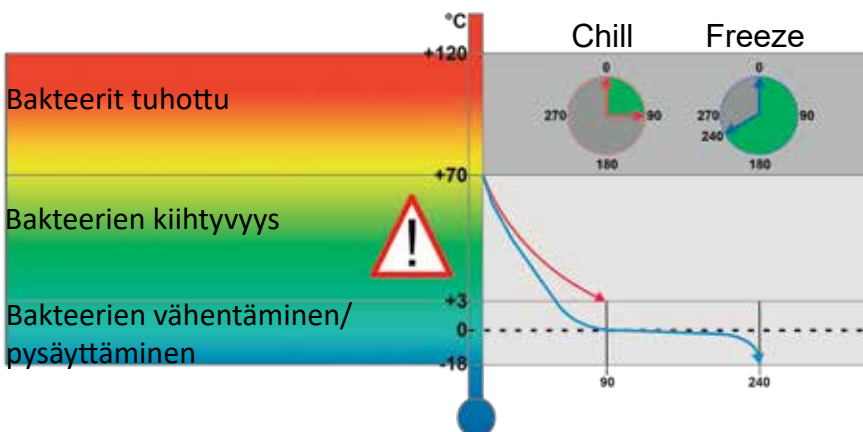 °C
Chill Freeze
+120
0 0
Bakteerit tuhottu
270 90 270 90
240
180 180
+70
Bakteerien kiihtyvyys
!
+3
Bakteerien vähentäminen/
0
pysäyttäminen
-18
90 240